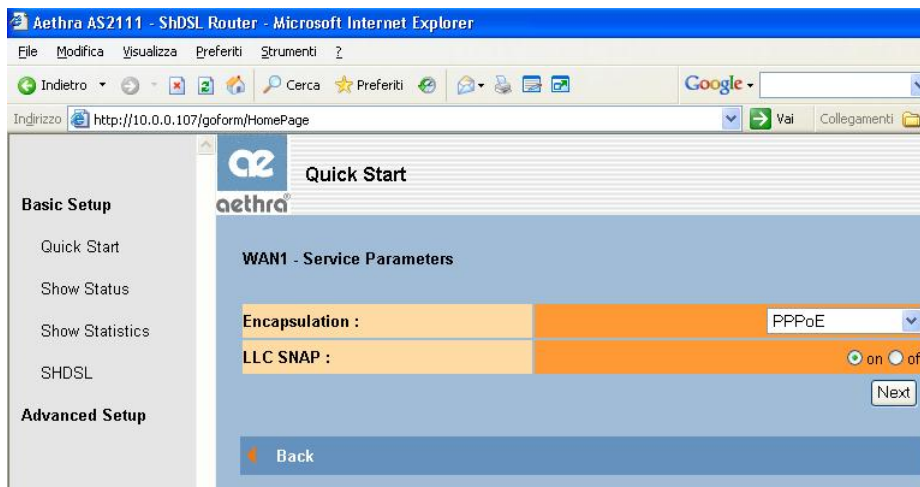 Aethra AS2111 - ShDSL Router - Microsoft Internet Explorer
File Modifica Visualizza Preferiti Strumenti ?
Indietro Cerca Preferiti Google
Indirizzo http://10.0.0.107/goform/HomePage Vai Collegamenti
ae Quick Start
aethra
Basic Setup
Quick Start
Show Status
Show Statistics
SHDSL
Advanced Setup
WAN1 - Service Parameters
Encapsulation : PPPoE
LLC SNAP : on of
Next
Back